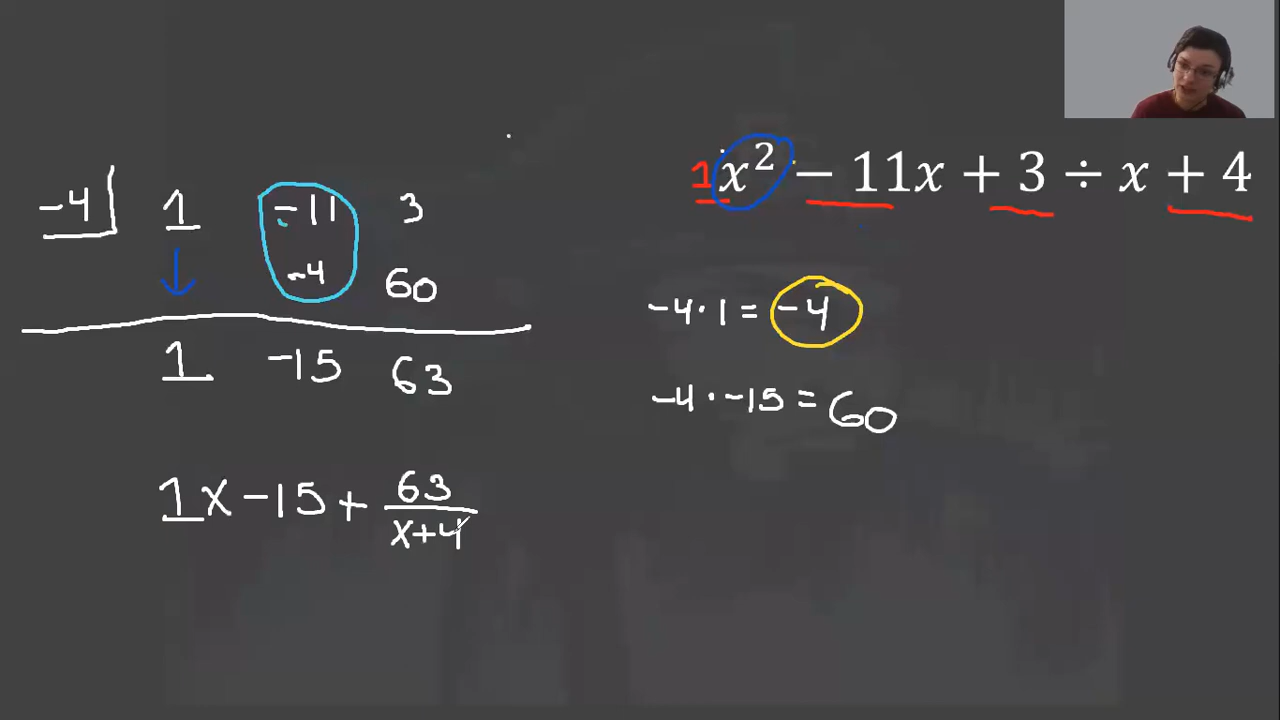 1x² − 11x + 3 ÷ x + 4
-4 1 -11 3
-4 60
1 -15 63
-4·1 = -4
-4·-15 = 60
1x -15 + 63/x+4